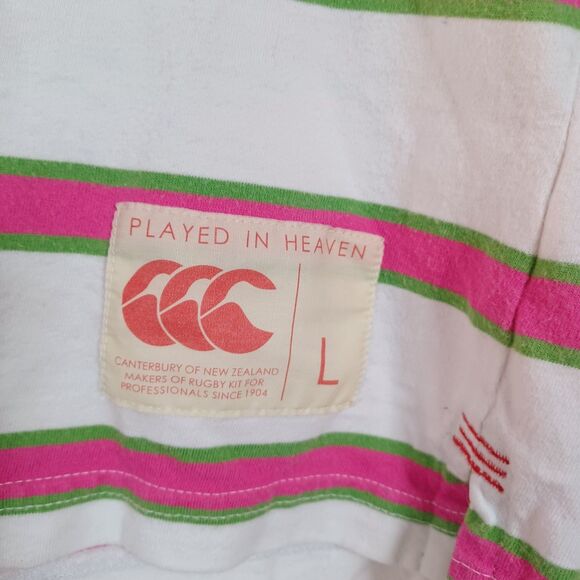 PLAYED IN HEAVEN
CANTERBURY OF NEW ZEALAND
MAKERS OF RUGBY KIT FOR
PROFESSIONALS SINCE 1904
L